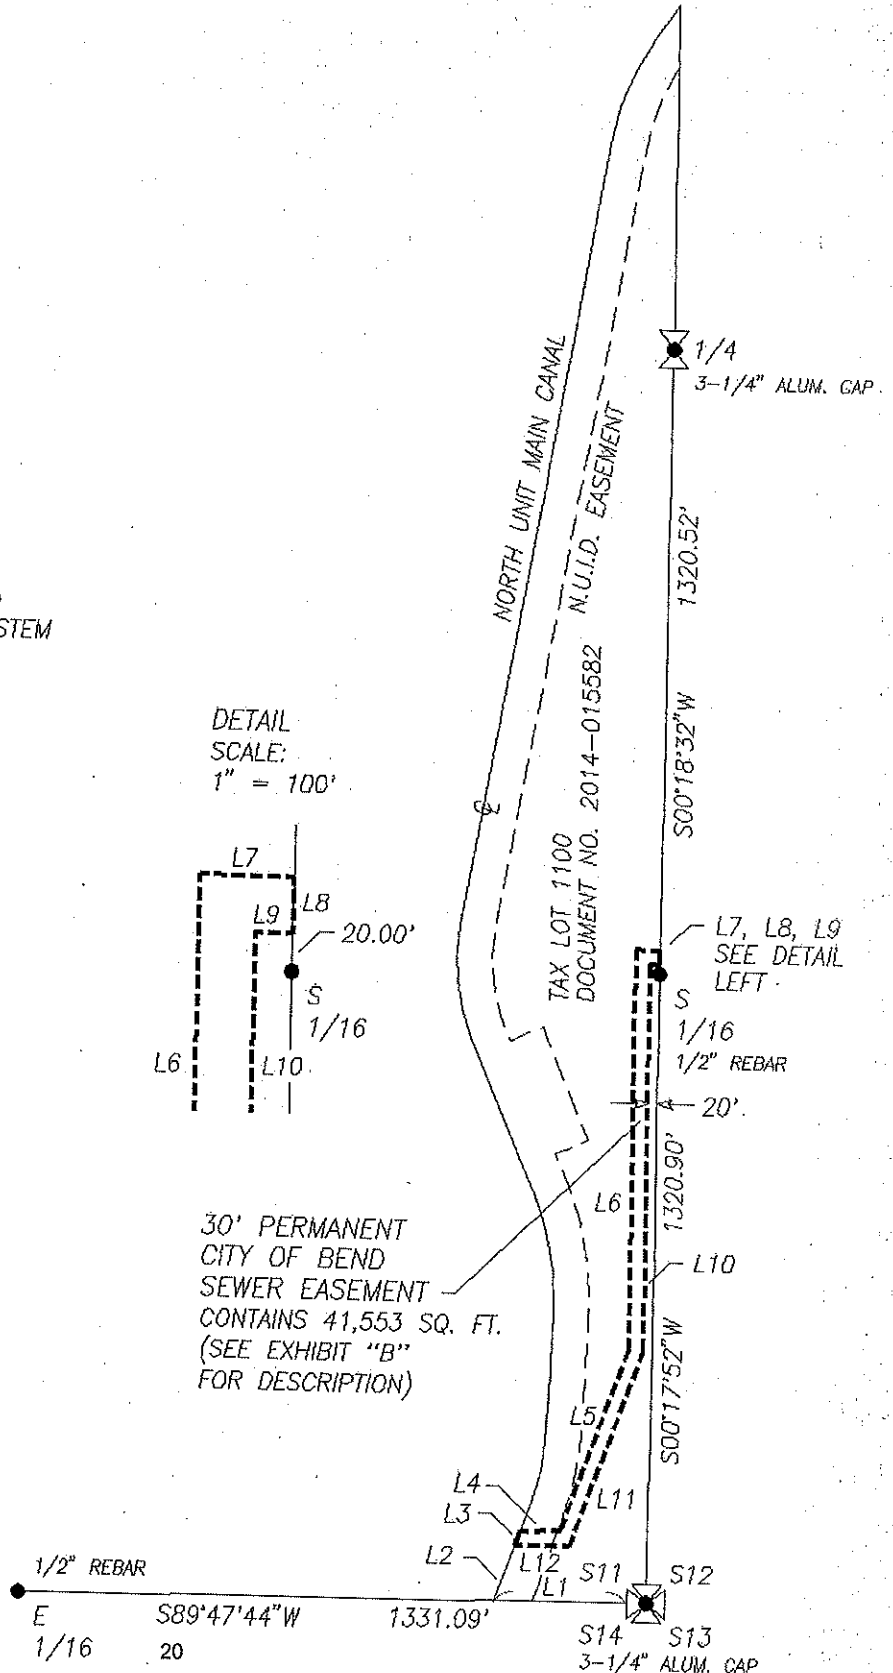 1/4
3-1/4" ALUM. CAP
NORTH UNIT MAIN CANAL
N.U.I.D. EASEMENT
1320.52'
STEM
TAX LOT 1100
DOCUMENT NO. 2014-015582
S00°18'32"W
DETAIL
SCALE:
1" = 100'
L7
L8
L9
20.00'
S
1/16
L6
L10
L7, L8, L9
SEE DETAIL
LEFT
S
1/16
1/2" REBAR
20'
1320.90'
L6
L10
30' PERMANENT
CITY OF BEND
SEWER EASEMENT
CONTAINS 41,553 SQ. FT.
(SEE EXHIBIT "B"
FOR DESCRIPTION)
S00°17'52"W
L5
L4
L11
L3
L2
L12
L1
S11
S12
1/2" REBAR
E
1/16
S89°47'44"W
20
1331.09'
S14
S13
3-1/4" ALUM. CAP